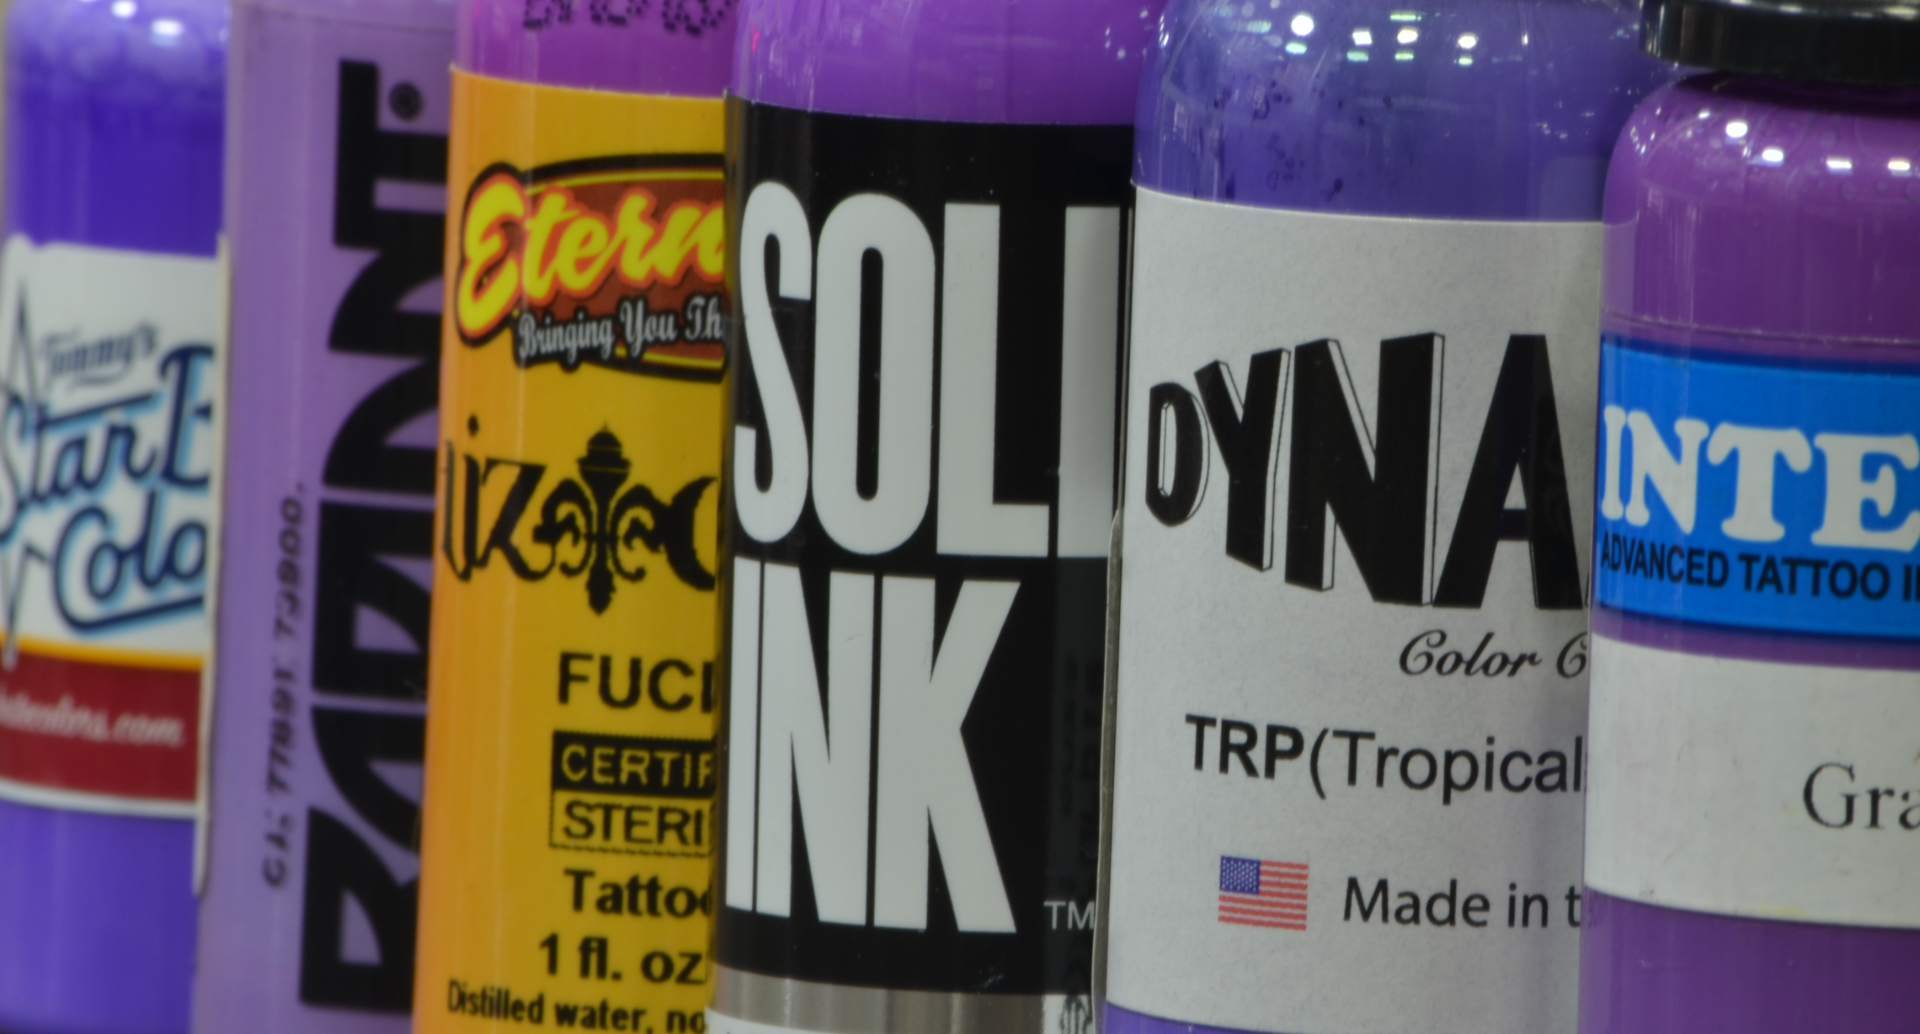 Tommy's
Star B
Colo
RADIANT
C.I.: 77891 73900.
Etern
Bringing You Th
liz
FUC
CERTIF
STERI
Tattoo
1 fl. oz
Distilled water, no
SOLI
INK
TM
DYNA
Color C
TRP(Tropical
Made in t
INTE
ADVANCED TATTOO I
Gra